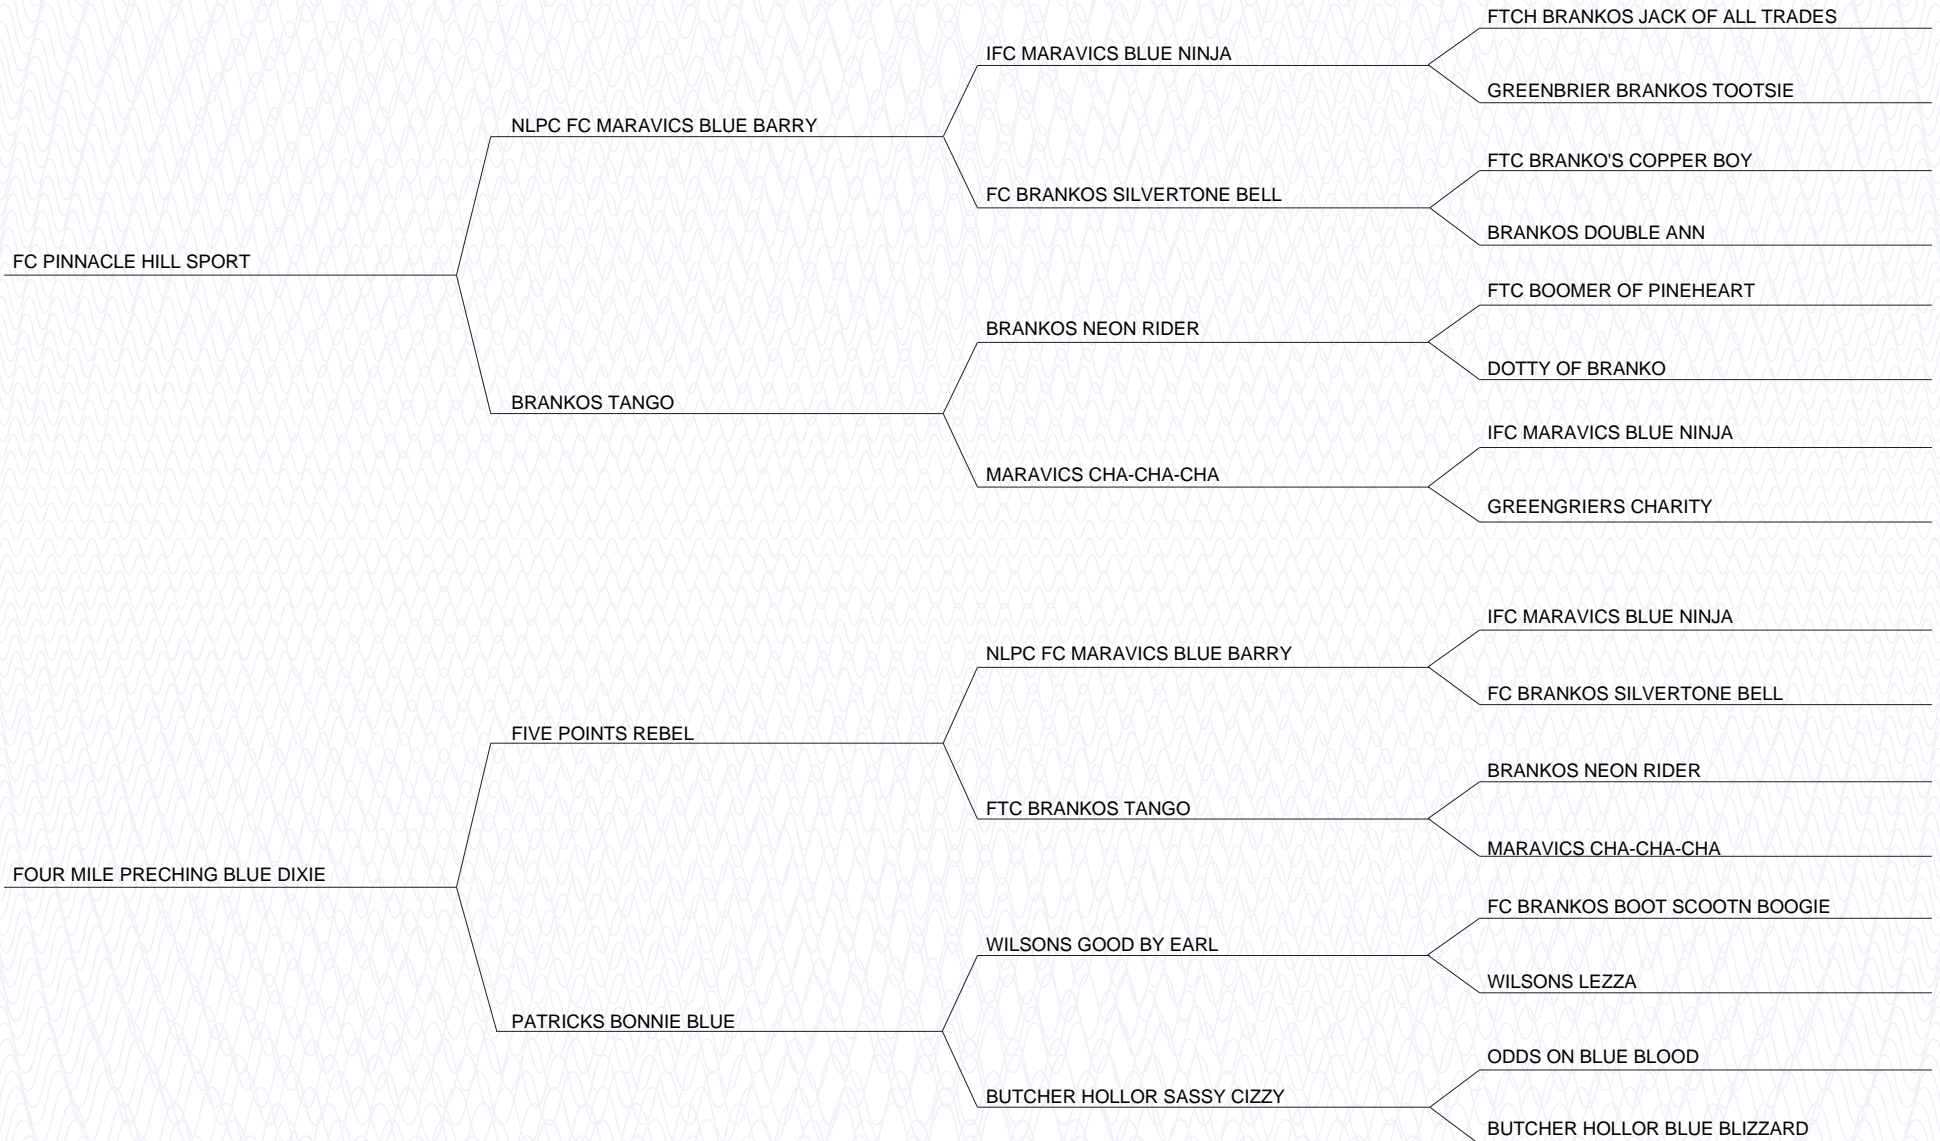 FTCH BRANKOS JACK OF ALL TRADES
IFC MARAVICS BLUE NINJA
GREENBRIER BRANKOS TOOTSIE
NLPC FC MARAVICS BLUE BARRY
FTC BRANKO'S COPPER BOY
FC BRANKOS SILVERTONE BELL
BRANKOS DOUBLE ANN
FC PINNACLE HILL SPORT
FTC BOOMER OF PINEHEART
BRANKOS NEON RIDER
DOTTY OF BRANKO
BRANKOS TANGO
IFC MARAVICS BLUE NINJA
MARAVICS CHA-CHA-CHA
GREENGRIERS CHARITY
IFC MARAVICS BLUE NINJA
NLPC FC MARAVICS BLUE BARRY
FC BRANKOS SILVERTONE BELL
FIVE POINTS REBEL
BRANKOS NEON RIDER
FTC BRANKOS TANGO
MARAVICS CHA-CHA-CHA
FOUR MILE PRECHING BLUE DIXIE
FC BRANKOS BOOT SCOOTN BOOGIE
WILSONS GOOD BY EARL
WILSONS LEZZA
PATRICKS BONNIE BLUE
ODDS ON BLUE BLOOD
BUTCHER HOLLOR SASSY CIZZY
BUTCHER HOLLOR BLUE BLIZZARD